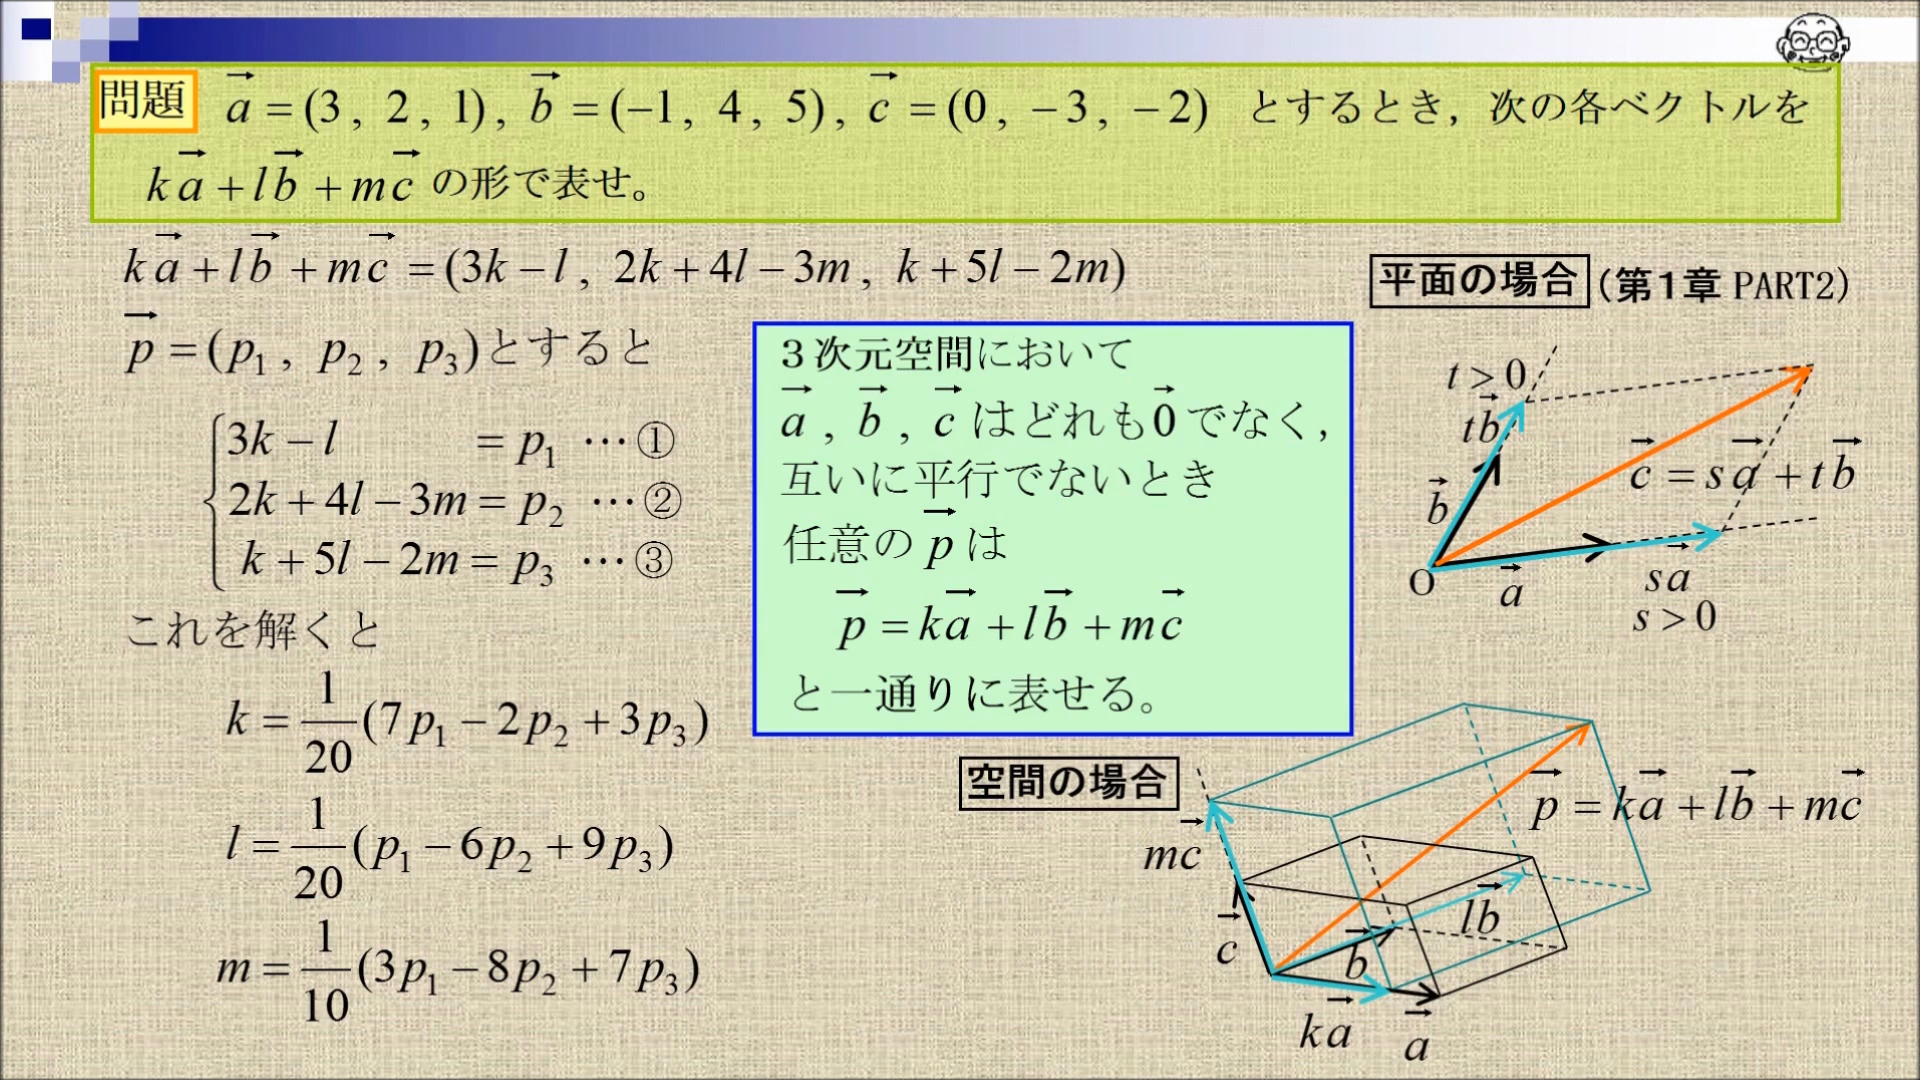 問題 a→ = (3, 2, 1), b→ = (−1, 4, 5), c→ = (0, −3, −2) とするとき, 次の各ベクトルを
ka→ + lb→ + mc→ の形で表せ。
ka→ + lb→ + mc→ = (3k − l, 2k + 4l − 3m, k + 5l − 2m)
p→ = (p₁, p₂, p₃)とすると
3k − l = p₁ …①
2k + 4l − 3m = p₂ …②
k + 5l − 2m = p₃ …③
これを解くと
k = 1/20 (7p₁ − 2p₂ + 3p₃)
l = 1/20 (p₁ − 6p₂ + 9p₃)
m = 1/10 (3p₁ − 8p₂ + 7p₃)
3次元空間において
a→, b→, c→ はどれも0→でなく,
互いに平行でないとき
任意の p→ は
p→ = ka→ + lb→ + mc→
と一通りに表せる。
平面の場合 (第1章 PART2)
t > 0
tb→
c→ = sa→ + tb→
b→
O
a→
sa→
s > 0
空間の場合
p→ = ka→ + lb→ + mc→
mc→
lb→
c→
b→
ka→
a→